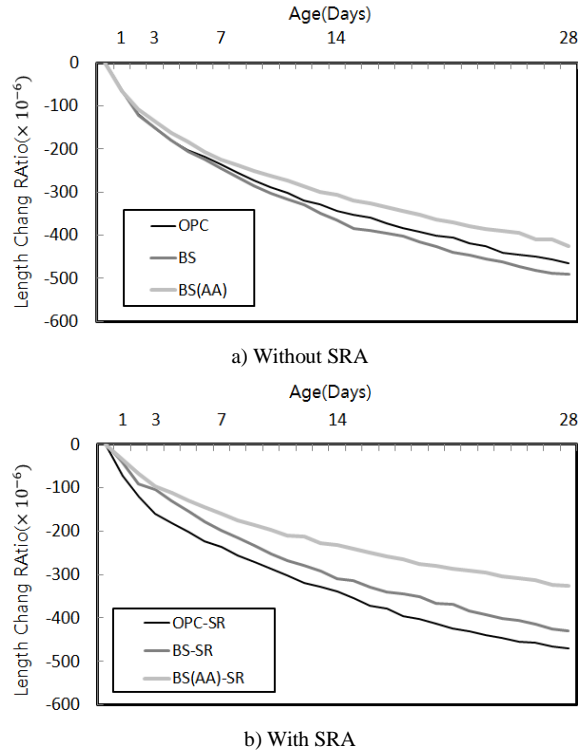 Age(Days)
1 3 7 14 28
0
-100
-200
-300
-400
-500
-600
Length Chang RAtio(× 10⁻⁶)
OPC
BS
BS(AA)
a) Without SRA
Age(Days)
1 3 7 14 28
0
-100
-200
-300
-400
-500
-600
Length Chang RAtio(× 10⁻⁶)
OPC-SR
BS-SR
BS(AA)-SR
b) With SRA